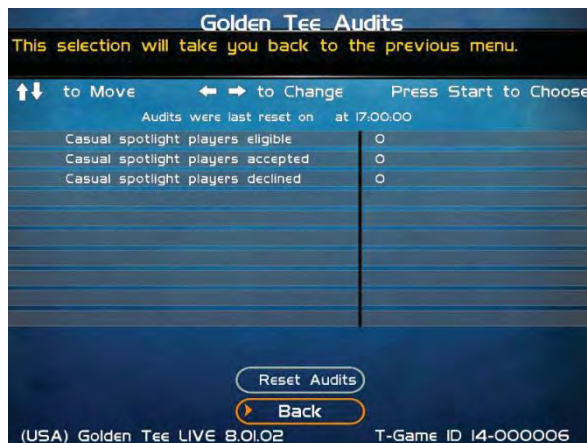 Golden Tee Audits
This selection will take you back to the previous menu.
to Move to Change Press Start to Choose
Audits were last reset on at 17:00:00
Casual spotlight players eligible 0
Casual spotlight players accepted 0
Casual spotlight players declined 0
Reset Audits
Back
(USA) Golden Tee LIVE 8.01.02 T-Game ID 14-000006